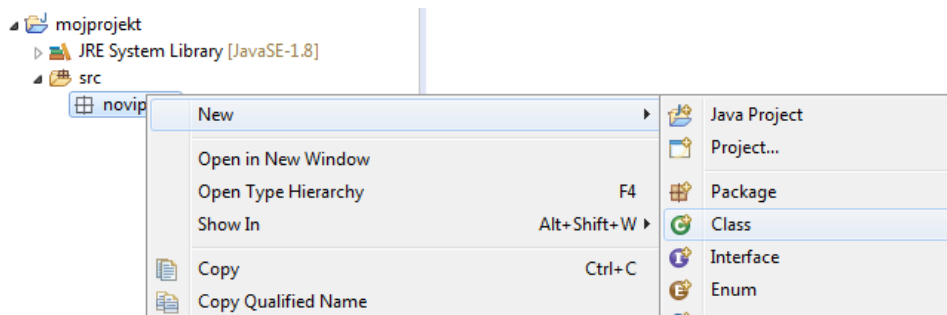 mojprojekt
JRE System Library [JavaSE-1.8]
src
New
Open in New Window
Open Type Hierarchy F4
Show In Alt+Shift+W
Copy Ctrl+C
Copy Qualified Name
Java Project
Project...
Package
Class
Interface
Enum